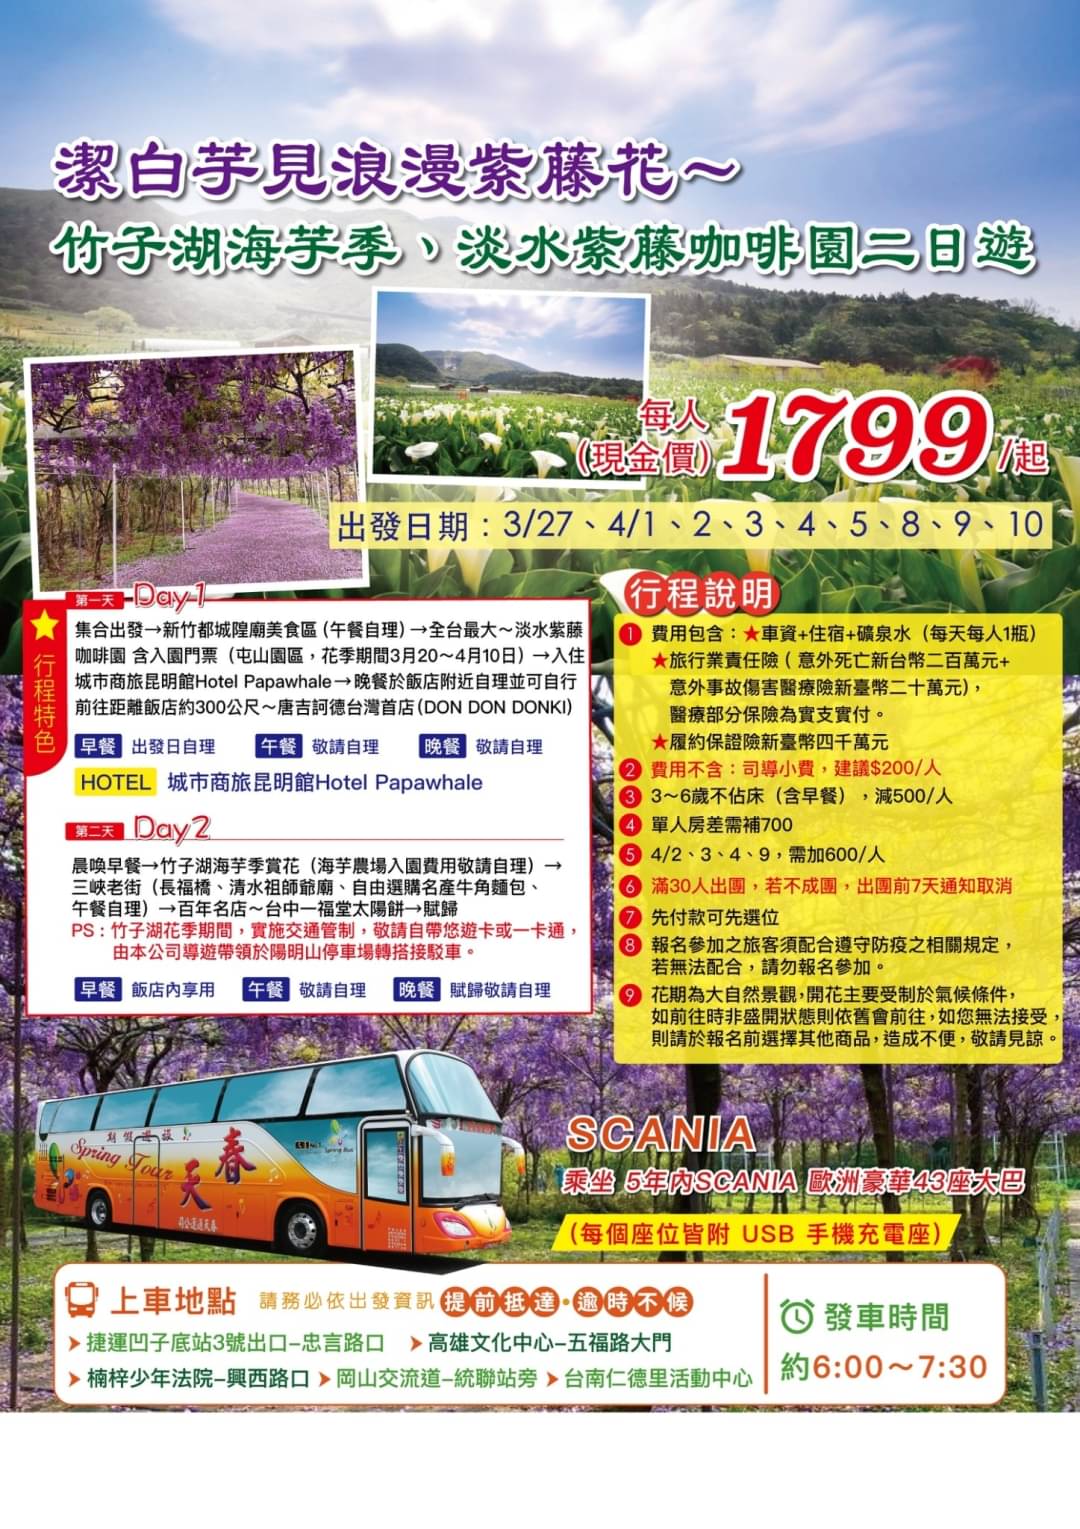 潔白芋見浪漫紫藤花～
竹子湖海芋季、淡水紫藤咖啡園二日遊
每人
(現金價) 1799/起
出發日期：3/27、4/1、2、3、4、5、8、9、10
行程特色
第一天 Day1
集合出發→新竹都城隍廟美食區 (午餐自理) →全台最大～淡水紫藤
咖啡園 含入園門票（屯山園區，花季期間3月20～4月10日）→入住
城市商旅昆明館Hotel Papawhale→晚餐於飯店附近自理並可自行
前往距離飯店約300公尺～唐吉訶德台灣首店(DON DON DONKI)
早餐 出發日自理 午餐 敬請自理 晚餐 敬請自理
HOTEL 城市商旅昆明館Hotel Papawhale
第二天 Day2
晨喚早餐→竹子湖海芋季賞花（海芋農場入園費用敬請自理）→
三峽老街（長福橋、清水祖師爺廟、自由選購名產牛角麵包、
午餐自理）→百年名店～台中一福堂太陽餅→賦歸
PS：竹子湖花季期間，實施交通管制，敬請自帶悠遊卡或一卡通，
由本公司導遊帶領於陽明山停車場轉搭接駁車。
早餐 飯店內享用 午餐 敬請自理 晚餐 賦歸敬請自理
行程說明
1 費用包含：★車資+住宿+礦泉水（每天每人1瓶）
★旅行業責任險（意外死亡新台幣二百萬元+
意外事故傷害醫療險新臺幣二十萬元)，
醫療部分保險為實支實付。
★履約保證險新臺幣四千萬元
2 費用不含：司導小費，建議$200/人
3 3～6歲不佔床（含早餐），減500/人
4 單人房差需補700
5 4/2、3、4、9，需加600/人
6 滿30人出團，若不成團，出團前7天通知取消
7 先付款可先選位
8 報名參加之旅客須配合遵守防疫之相關規定，
若無法配合，請勿報名參加。
9 花期為大自然景觀，開花主要受制於氣候條件，
如前往時非盛開狀態則依舊會前往，如您無法接受，
則請於報名前選擇其他商品，造成不便，敬請見諒。
期假遊旅
Spring Tour
春天
Spring Bus
司公運通天春
SCANIA
乘坐 5年內SCANIA 歐洲豪華43座大巴
(每個座位皆附 USB 手機充電座)
上車地點 請務必依出發資訊 提前抵達・逾時不候
捷運凹子底站3號出口–忠言路口 高雄文化中心–五福路大門
楠梓少年法院–興西路口 岡山交流道–統聯站旁 台南仁德里活動中心
發車時間
約6:00～7:30